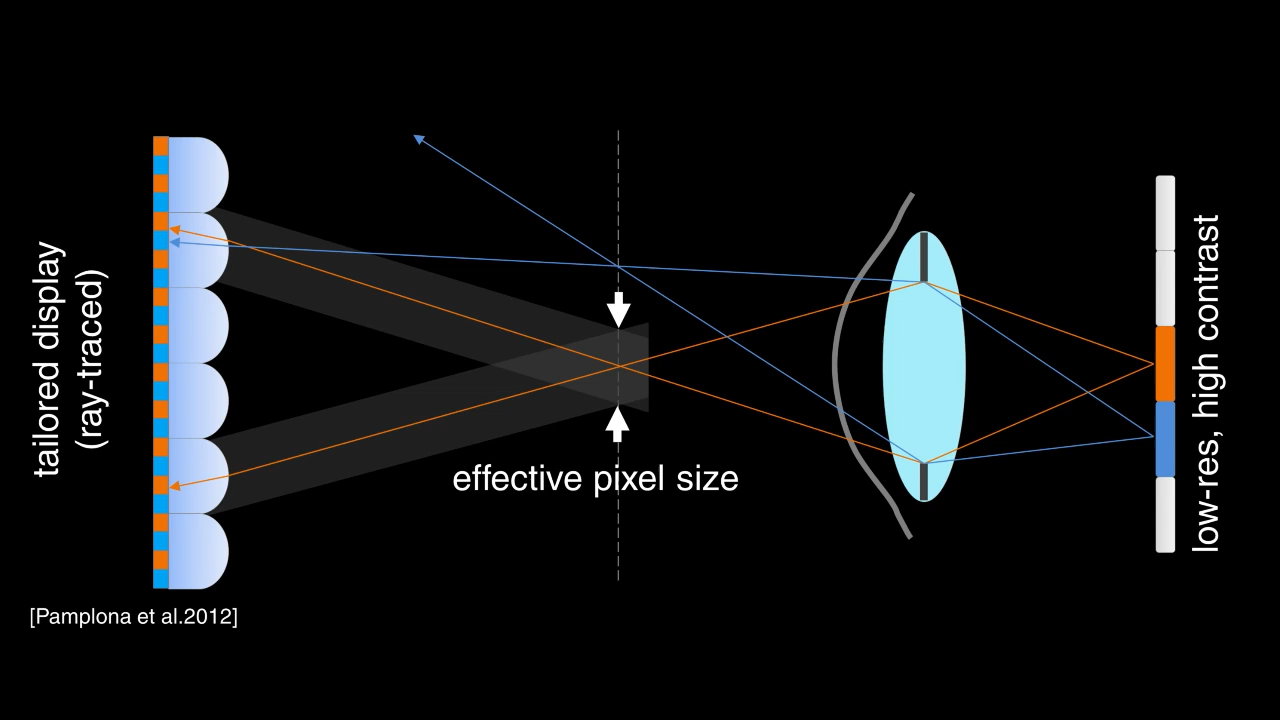 tailored display
(ray-traced)
effective pixel size
low-res, high contrast
[Pamplona et al.2012]